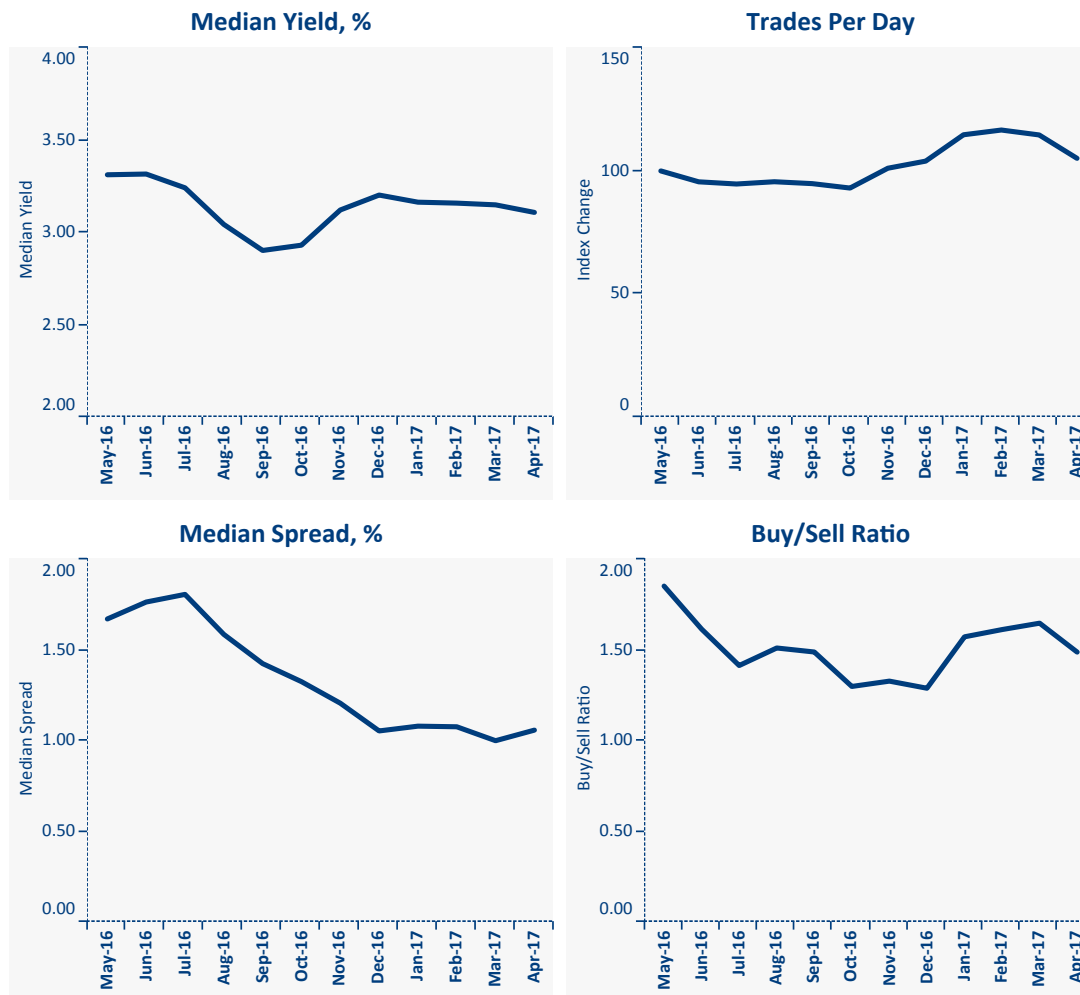 Median Yield, %
4.00
3.50
3.00
2.50
2.00
Median Yield
May-16
Jun-16
Jul-16
Aug-16
Sep-16
Oct-16
Nov-16
Dec-16
Jan-17
Feb-17
Mar-17
Apr-17
Trades Per Day
150
100
50
0
Index Change
May-16
Jun-16
Jul-16
Aug-16
Sep-16
Oct-16
Nov-16
Dec-16
Jan-17
Feb-17
Mar-17
Apr-17
Median Spread, %
2.00
1.50
1.00
0.50
0.00
Median Spread
May-16
Jun-16
Jul-16
Aug-16
Sep-16
Oct-16
Nov-16
Dec-16
Jan-17
Feb-17
Mar-17
Apr-17
Buy/Sell Ratio
2.00
1.50
1.00
0.50
0.00
Buy/Sell Ratio
May-16
Jun-16
Jul-16
Aug-16
Sep-16
Oct-16
Nov-16
Dec-16
Jan-17
Feb-17
Mar-17
Apr-17